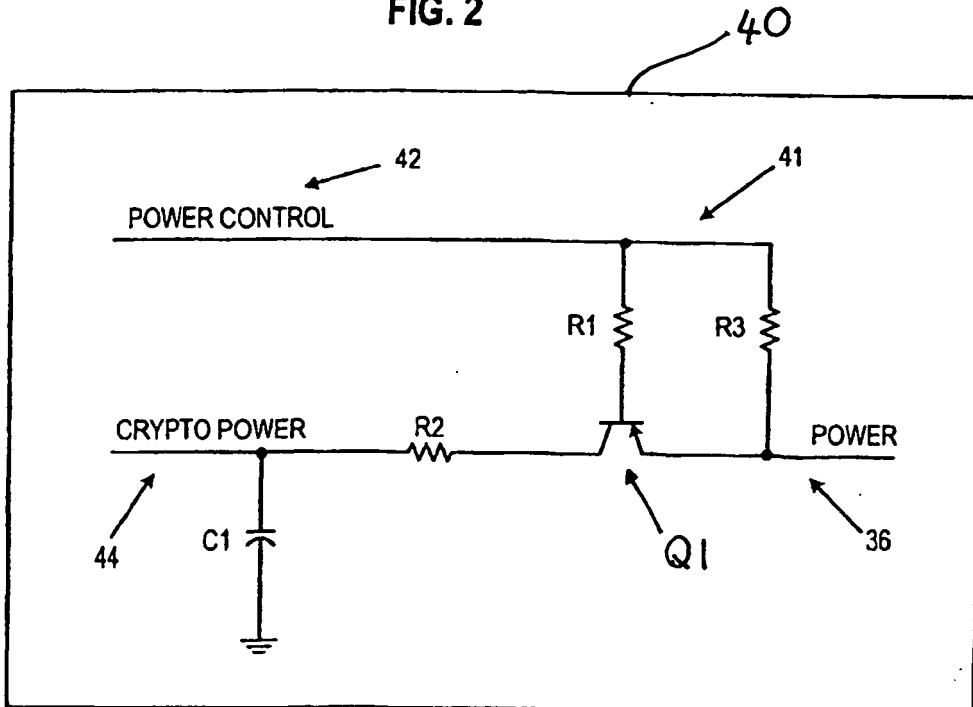 FIG. 2
40
42
41
POWER CONTROL
R1
R3
CRYPTO POWER
R2
POWER
44
C1
Q1
36